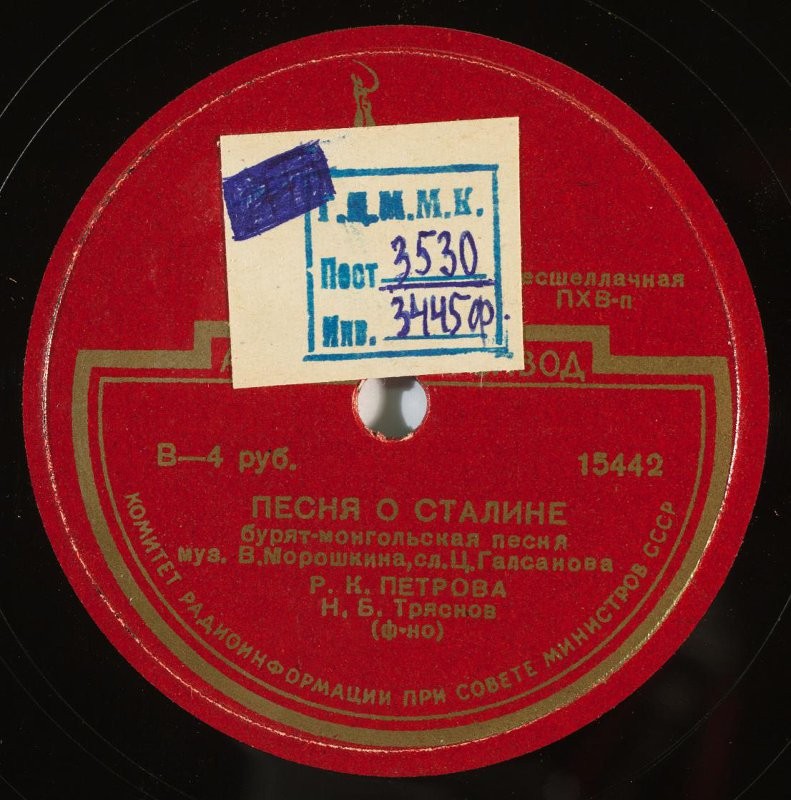 Г.Д.М.М.К.
Пост 3530
Инв. 3445ф.
есшеллачная
ПХВ-п
А ЗАВОД
В—4 руб.
15442
ПЕСНЯ О СТАЛИНЕ
бурят-монгольская песня
муз. В.Морошкина, сл.Ц.Галсанова
Р. К. ПЕТРОВА
Н. Б. Тряснов
(ф-но)
КОМИТЕТ РАДИОИНФОРМАЦИИ ПРИ СОВЕТЕ МИНИСТРОВ СССР